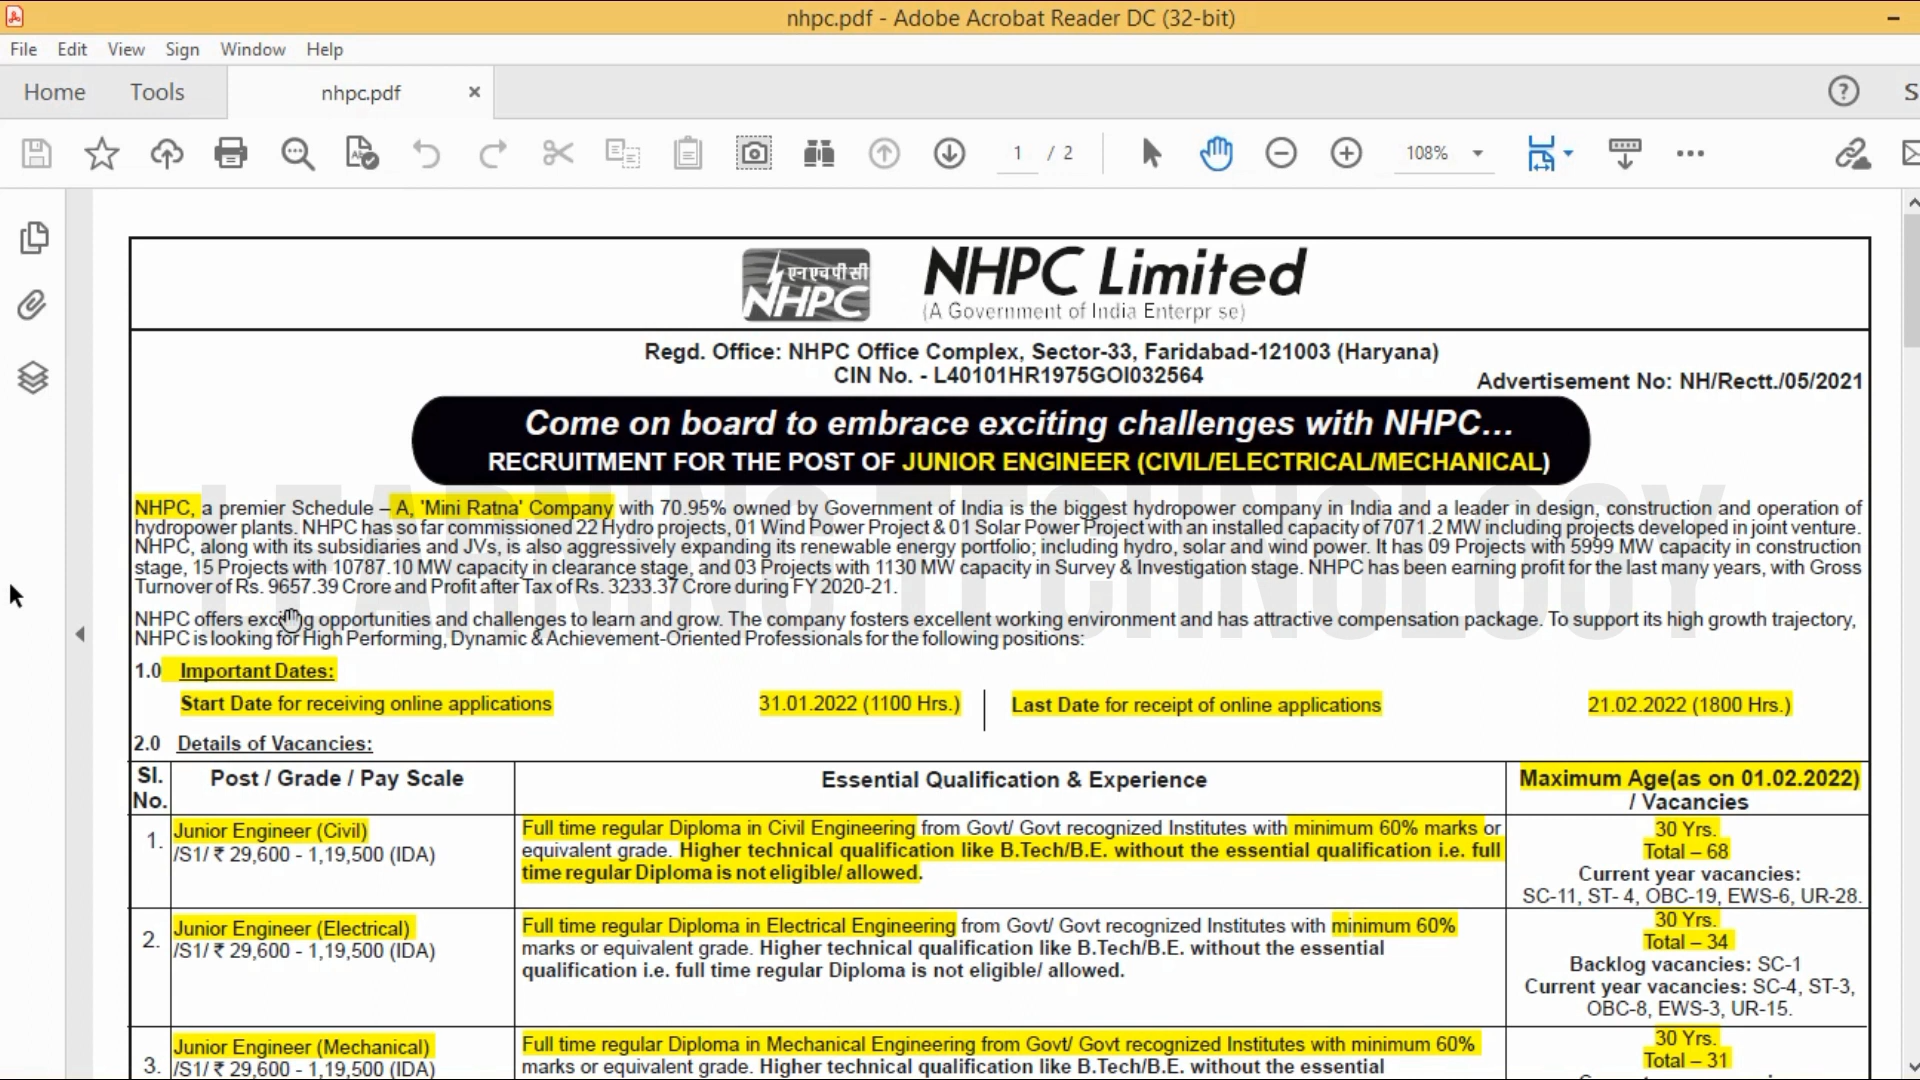 nhpc.pdf - Adobe Acrobat Reader DC (32-bit)
File Edit View Sign Window Help
Home Tools nhpc.pdf × ? S
1 / 2 108%
एनएचपीसी
NHPC
NHPC Limited
(A Government of India Enterpr se)
Regd. Office: NHPC Office Complex, Sector-33, Faridabad-121003 (Haryana)
CIN No. - L40101HR1975GOI032564
Advertisement No: NH/Rectt./05/2021
Come on board to embrace exciting challenges with NHPC...
RECRUITMENT FOR THE POST OF JUNIOR ENGINEER (CIVIL/ELECTRICAL/MECHANICAL)
LEARNING TECHNOLOGY
NHPC, a premier Schedule – A, 'Mini Ratna' Company with 70.95% owned by Government of India is the biggest hydropower company in India and a leader in design, construction and operation of
hydropower plants. NHPC has so far commissioned 22 Hydro projects, 01 Wind Power Project & 01 Solar Power Project with an installed capacity of 7071.2 MW including projects developed in joint venture.
NHPC, along with its subsidiaries and JVs, is also aggressively expanding its renewable energy portfolio; including hydro, solar and wind power. It has 09 Projects with 5999 MW capacity in construction
stage, 15 Projects with 10787.10 MW capacity in clearance stage, and 03 Projects with 1130 MW capacity in Survey & Investigation stage. NHPC has been earning profit for the last many years, with Gross
Turnover of Rs. 9657.39 Crore and Profit after Tax of Rs. 3233.37 Crore during FY 2020-21.
NHPC offers exciting opportunities and challenges to learn and grow. The company fosters excellent working environment and has attractive compensation package. To support its high growth trajectory,
NHPC is looking for High Performing, Dynamic & Achievement-Oriented Professionals for the following positions:
1.0 Important Dates:
Start Date for receiving online applications 31.01.2022 (1100 Hrs.) Last Date for receipt of online applications 21.02.2022 (1800 Hrs.)
2.0 Details of Vacancies:
Sl. No. Post / Grade / Pay Scale Essential Qualification & Experience Maximum Age(as on 01.02.2022)
/ Vacancies
1. Junior Engineer (Civil)
/S1/ ₹ 29,600 - 1,19,500 (IDA)
Full time regular Diploma in Civil Engineering from Govt/ Govt recognized Institutes with minimum 60% marks or
equivalent grade. Higher technical qualification like B.Tech/B.E. without the essential qualification i.e. full
time regular Diploma is not eligible/ allowed.
30 Yrs.
Total – 68
Current year vacancies:
SC-11, ST- 4, OBC-19, EWS-6, UR-28.
2. Junior Engineer (Electrical)
/S1/ ₹ 29,600 - 1,19,500 (IDA)
Full time regular Diploma in Electrical Engineering from Govt/ Govt recognized Institutes with minimum 60%
marks or equivalent grade. Higher technical qualification like B.Tech/B.E. without the essential
qualification i.e. full time regular Diploma is not eligible/ allowed.
30 Yrs.
Total – 34
Backlog vacancies: SC-1
Current year vacancies: SC-4, ST-3,
OBC-8, EWS-3, UR-15.
3. Junior Engineer (Mechanical)
/S1/ ₹ 29,600 - 1,19,500 (IDA)
Full time regular Diploma in Mechanical Engineering from Govt/ Govt recognized Institutes with minimum 60%
marks or equivalent grade. Higher technical qualification like B.Tech/B.E. without the essential
30 Yrs.
Total – 31